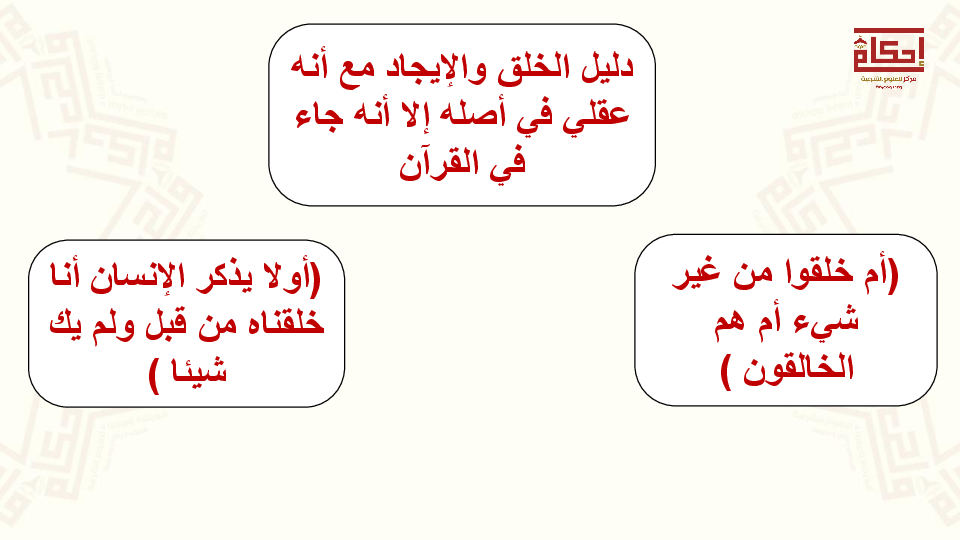 إحكام
مركز للعلوم الشرعية
دليل الخلق والإيجاد مع أنه
عقلي في أصله إلا أنه جاء
في القرآن
(أم خلقوا من غير
شيء أم هم
الخالقون )
(أولا يذكر الإنسان أنا
خلقناه من قبل ولم يك
شيئا )